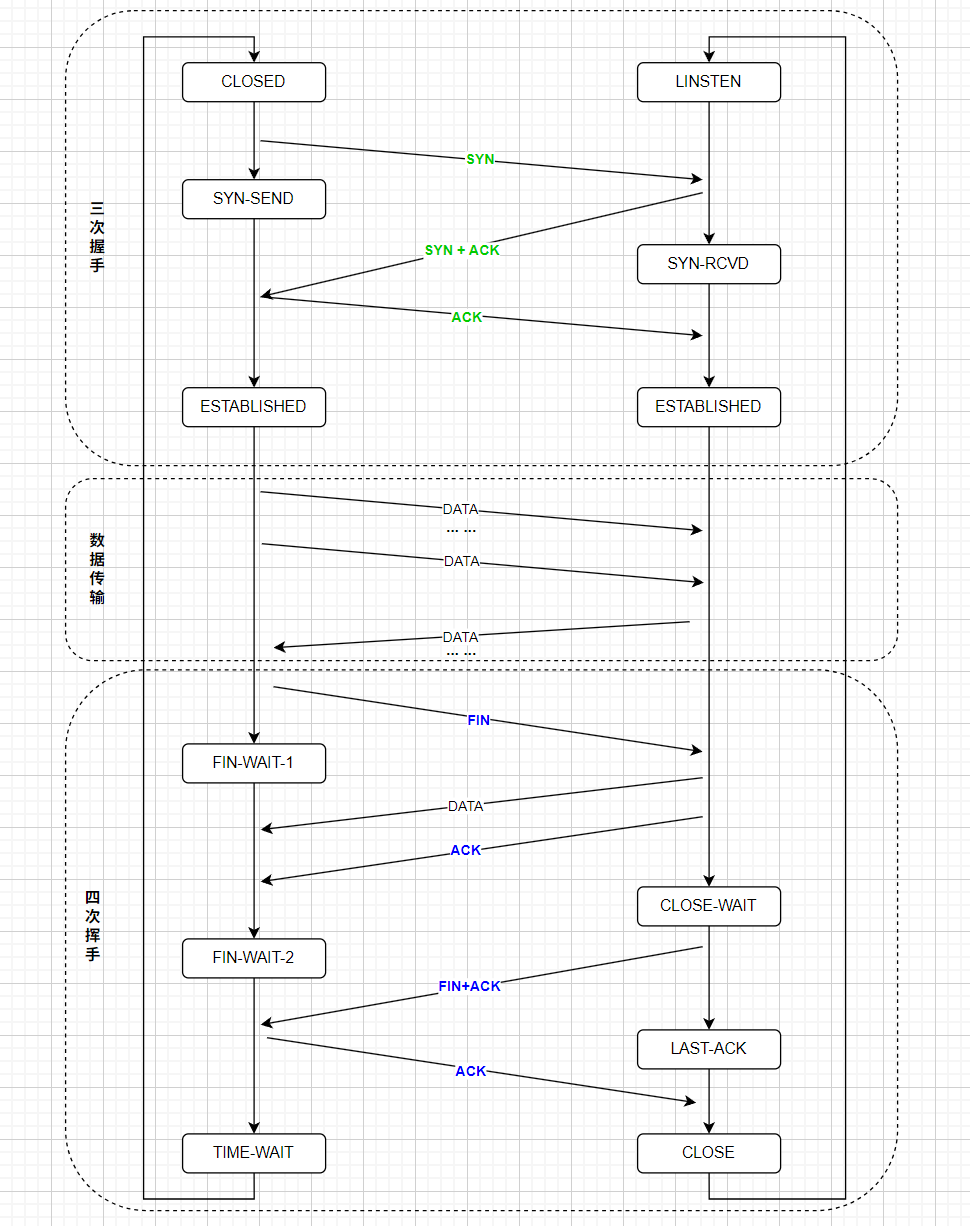 CLOSED
LINSTEN
SYN
SYN-SEND
三次握手
SYN + ACK
SYN-RCVD
ACK
ESTABLISHED
ESTABLISHED
DATA
... ...
数据传输
DATA
DATA
... ...
FIN
FIN-WAIT-1
DATA
ACK
四次挥手
CLOSE-WAIT
FIN-WAIT-2
FIN+ACK
LAST-ACK
ACK
TIME-WAIT
CLOSE